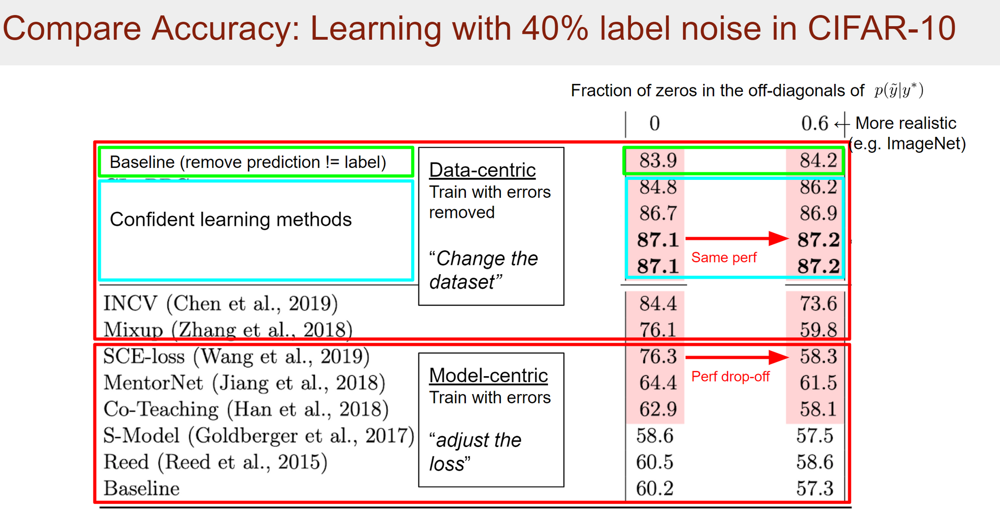 Compare Accuracy: Learning with 40% label noise in CIFAR-10
Fraction of zeros in the off-diagonals of p(ỹ|y*)
0 0.6 ← More realistic
(e.g. ImageNet)
Baseline (remove prediction != label) 83.9 84.2
Confident learning methods
84.8 86.2
86.7 86.9
87.1 87.2
Same perf
87.1 87.2
Data-centric
Train with errors
removed
“Change the
dataset”
INCV (Chen et al., 2019) 84.4 73.6
Mixup (Zhang et al., 2018) 76.1 59.8
SCE-loss (Wang et al., 2019) 76.3 58.3
Perf drop-off
MentorNet (Jiang et al., 2018) 64.4 61.5
Co-Teaching (Han et al., 2018) 62.9 58.1
S-Model (Goldberger et al., 2017) 58.6 57.5
Reed (Reed et al., 2015) 60.5 58.6
Baseline 60.2 57.3
Model-centric
Train with errors
“adjust the
loss”